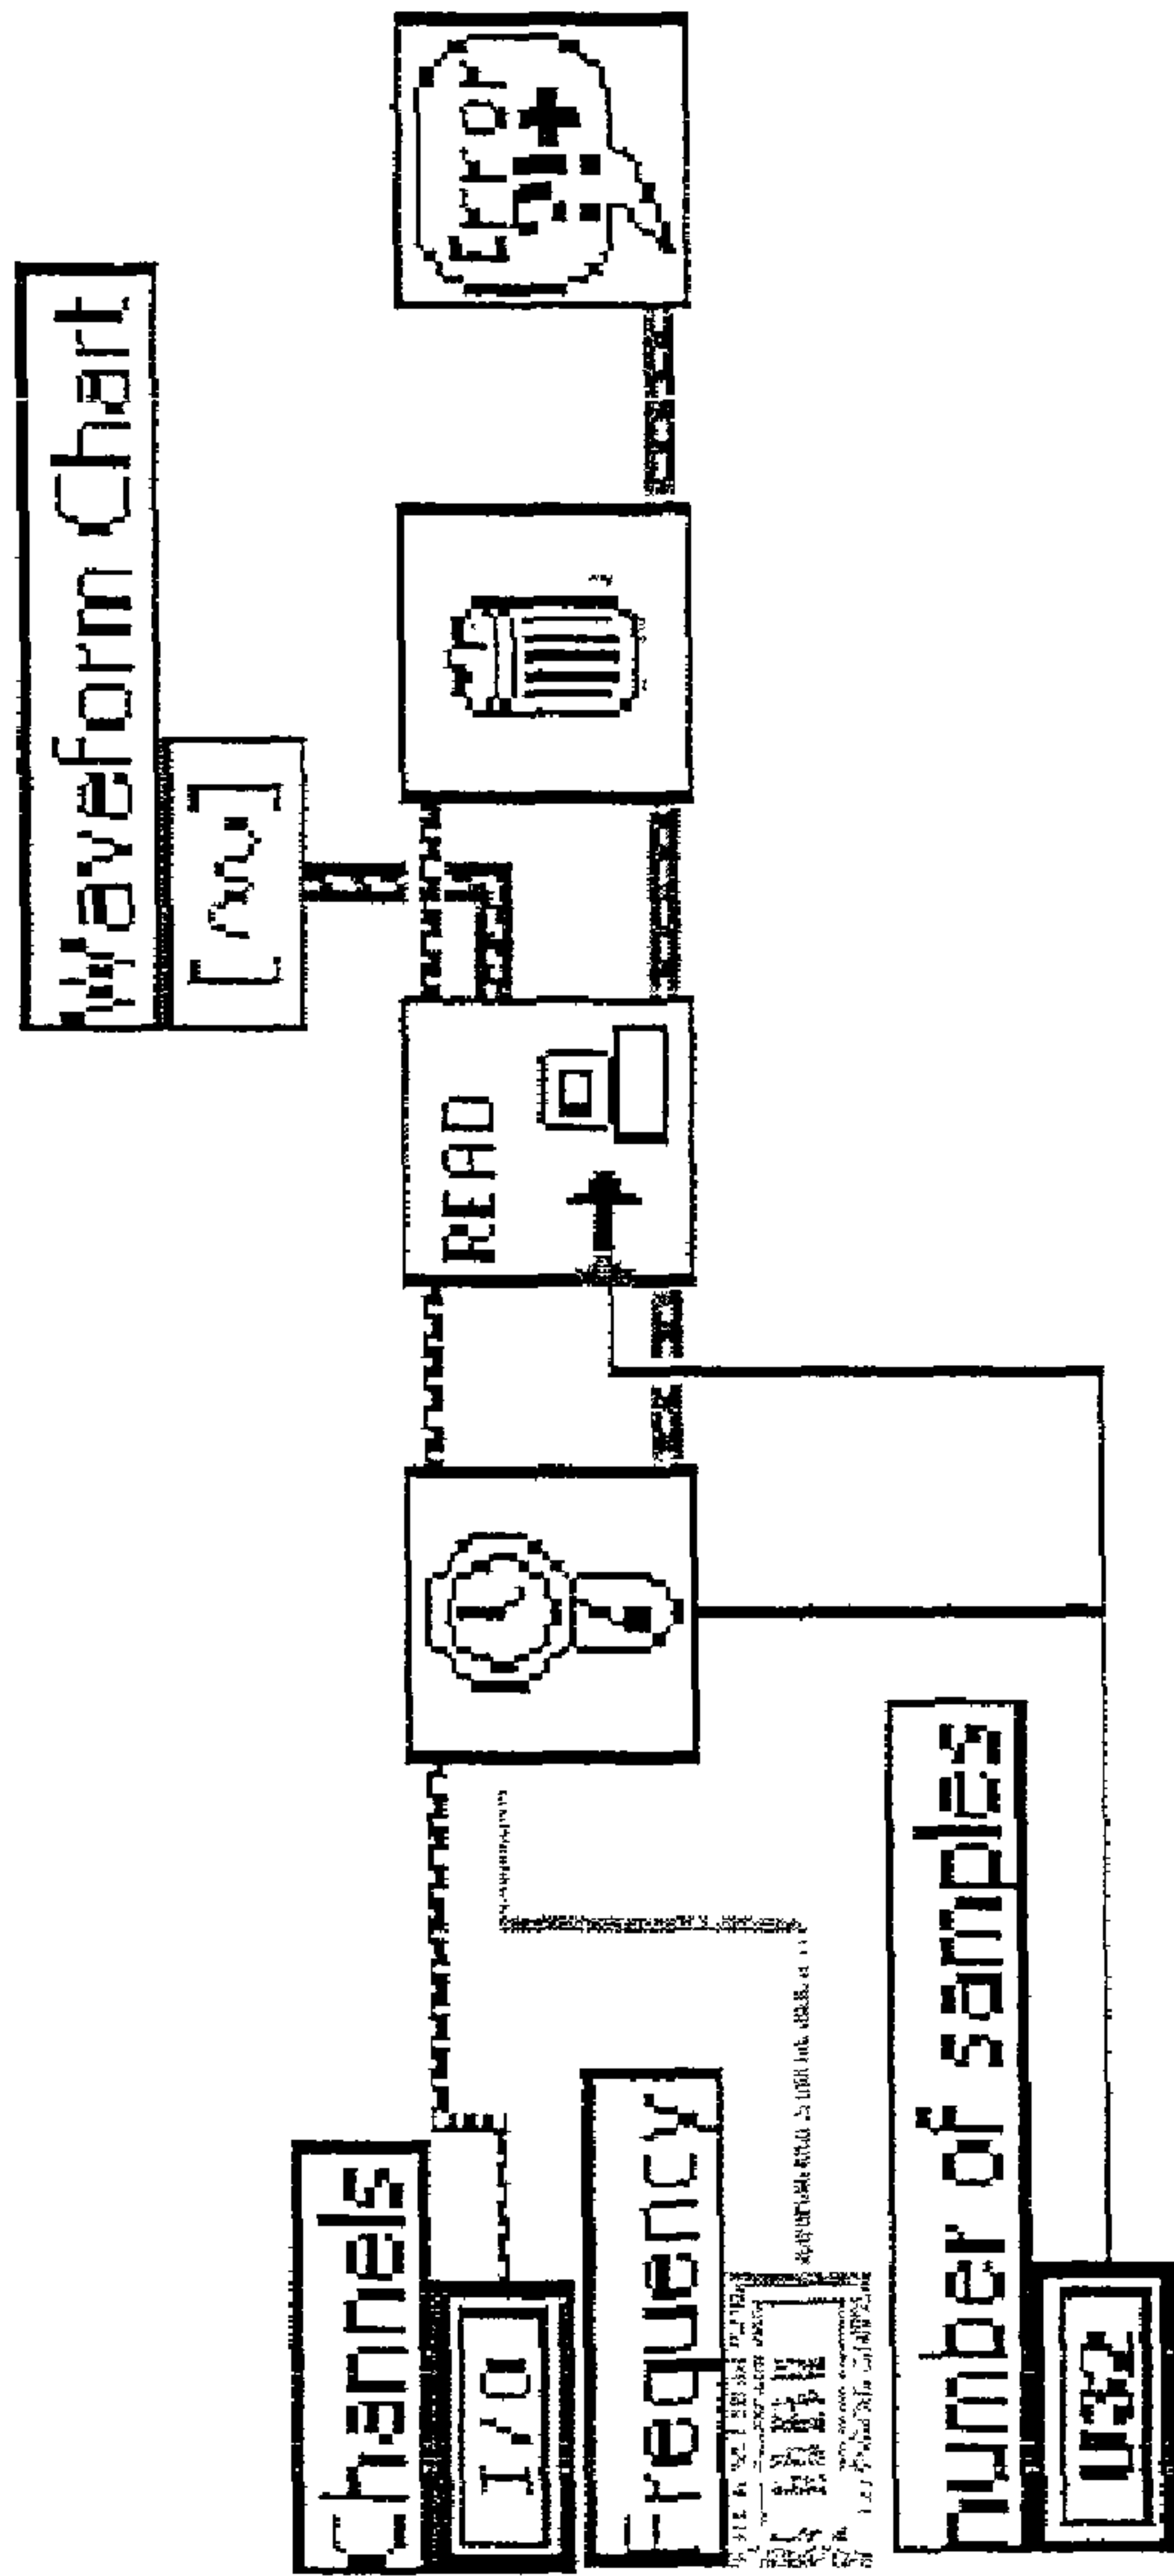 Waveform Chart
Error
READ
Channels
I/O
Frequency
number of samples
U32